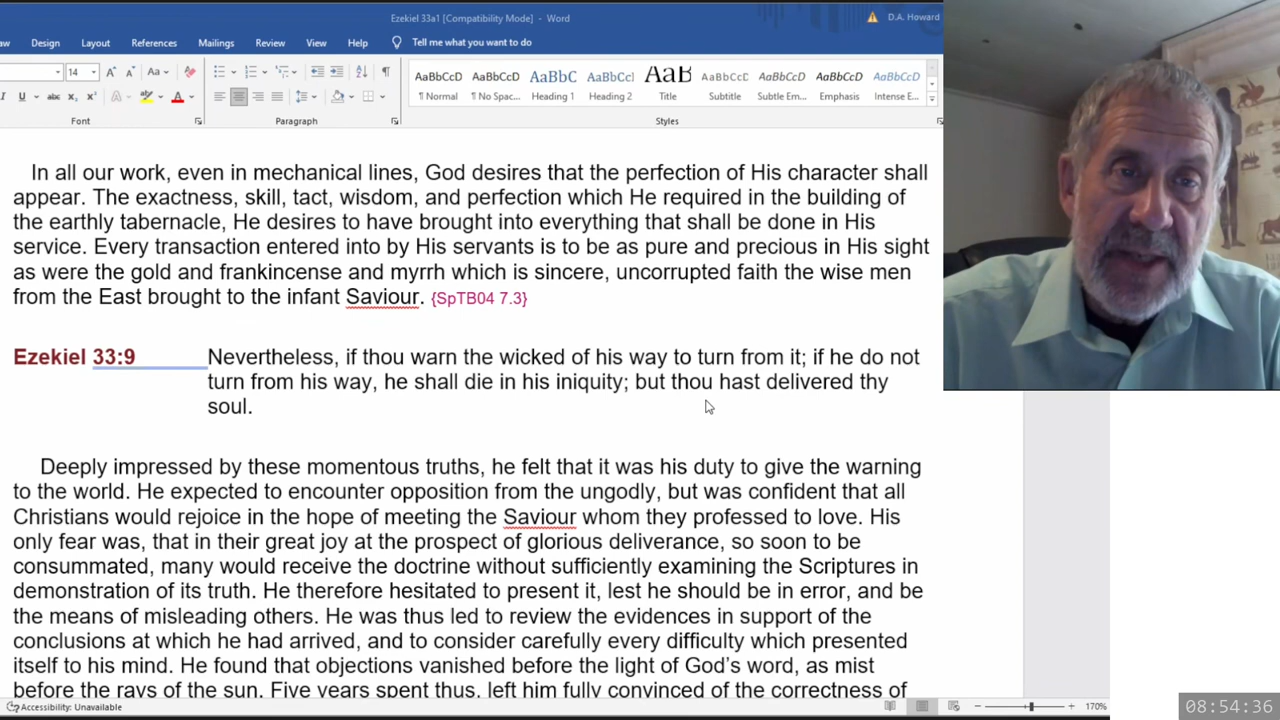 Ezekiel 33a1 [Compatibility Mode] - Word
D.A. Howard
aw Design Layout References Mailings Review View Help Tell me what you want to do
14 A A Aa
I U abc x₂ x² A A
AaBbCcD AaBbCcD AaBbC AaBbCcI AaB AaBbCcD AaBbCcD AaBbCcD AaBbCcD
¶ Normal ¶ No Spac... Heading 1 Heading 2 Title Subtitle Subtle Em... Emphasis Intense E...
Font Paragraph Styles
In all our work, even in mechanical lines, God desires that the perfection of His character shall
appear. The exactness, skill, tact, wisdom, and perfection which He required in the building of
the earthly tabernacle, He desires to have brought into everything that shall be done in His
service. Every transaction entered into by His servants is to be as pure and precious in His sight
as were the gold and frankincense and myrrh which is sincere, uncorrupted faith the wise men
from the East brought to the infant Saviour. {SpTB04 7.3}
Ezekiel 33:9 Nevertheless, if thou warn the wicked of his way to turn from it; if he do not
turn from his way, he shall die in his iniquity; but thou hast delivered thy
soul.
Deeply impressed by these momentous truths, he felt that it was his duty to give the warning
to the world. He expected to encounter opposition from the ungodly, but was confident that all
Christians would rejoice in the hope of meeting the Saviour whom they professed to love. His
only fear was, that in their great joy at the prospect of glorious deliverance, so soon to be
consummated, many would receive the doctrine without sufficiently examining the Scriptures in
demonstration of its truth. He therefore hesitated to present it, lest he should be in error, and be
the means of misleading others. He was thus led to review the evidences in support of the
conclusions at which he had arrived, and to consider carefully every difficulty which presented
itself to his mind. He found that objections vanished before the light of God's word, as mist
before the rays of the sun. Five years spent thus, left him fully convinced of the correctness of
Accessibility: Unavailable
170%
08:54:36